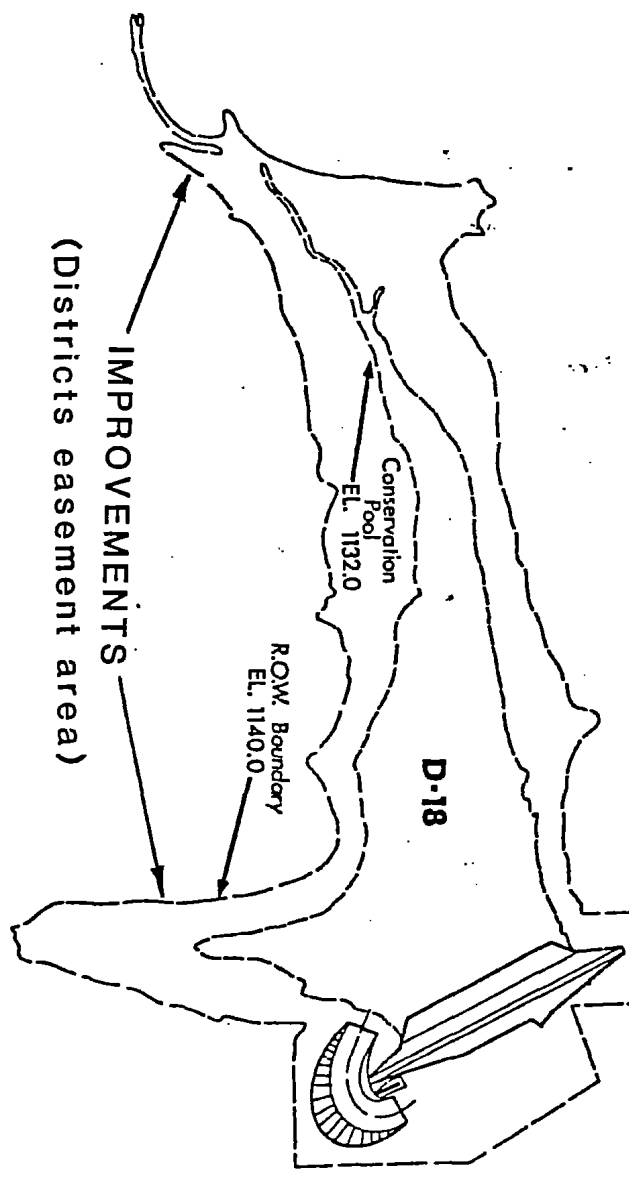 D-18
Conservation
Pool
EL. 1132.0
R.O.W. Boundary
EL. 1140.0
IMPROVEMENTS
(Districts easement area)